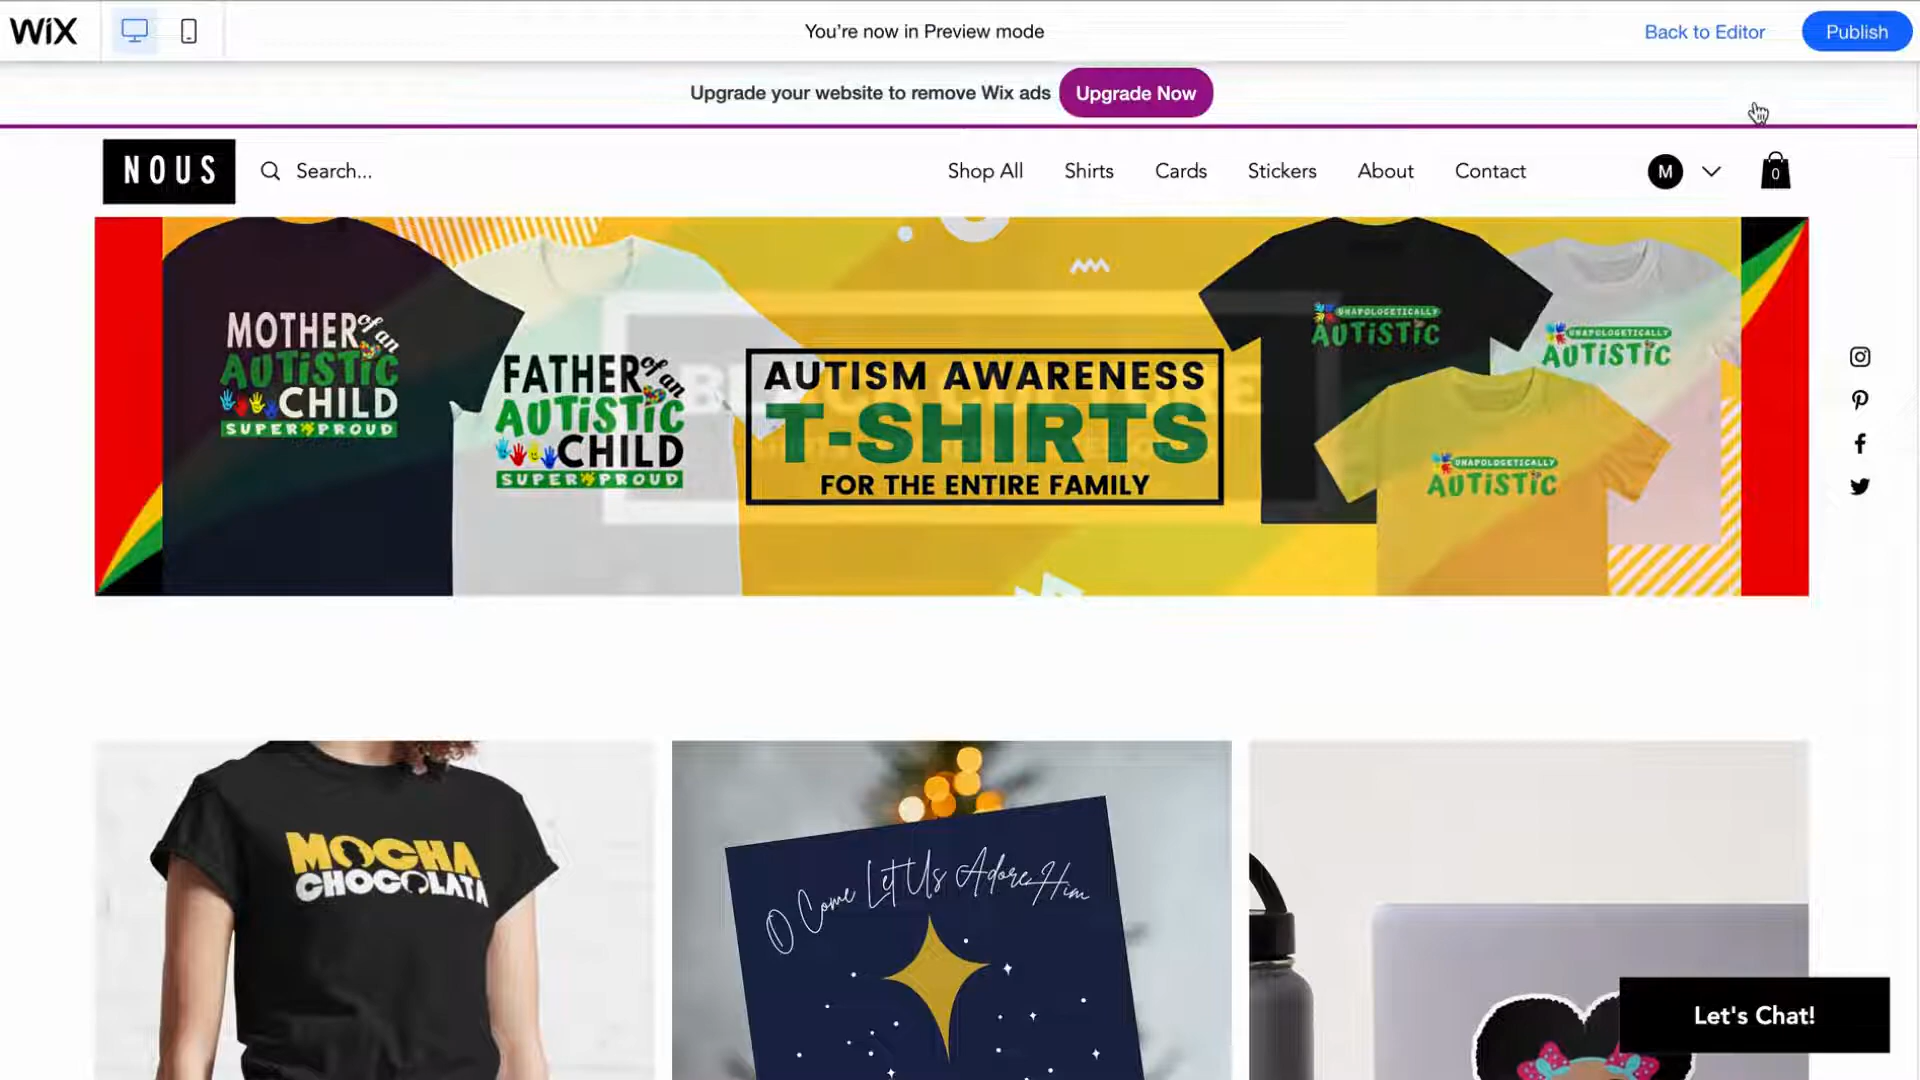 WiX
You're now in Preview mode
Back to Editor
Publish
Upgrade your website to remove Wix ads
Upgrade Now
NOUS
Search...
Shop All
Shirts
Cards
Stickers
About
Contact
M
0
MOTHER of an
AUTiSTiC
CHILD
SUPER PROUD
FATHER of an
AUTiSTiC
CHILD
SUPER PROUD
AUTISM AWARENESS
T-SHIRTS
FOR THE ENTIRE FAMILY
UNAPOLOGETICALLY
AUTiSTiC
UNAPOLOGETICALLY
AUTiSTiC
UNAPOLOGETICALLY
AUTiSTiC
MOCHA
CHOCOLATA
O Come Let Us Adore Him
Let's Chat!